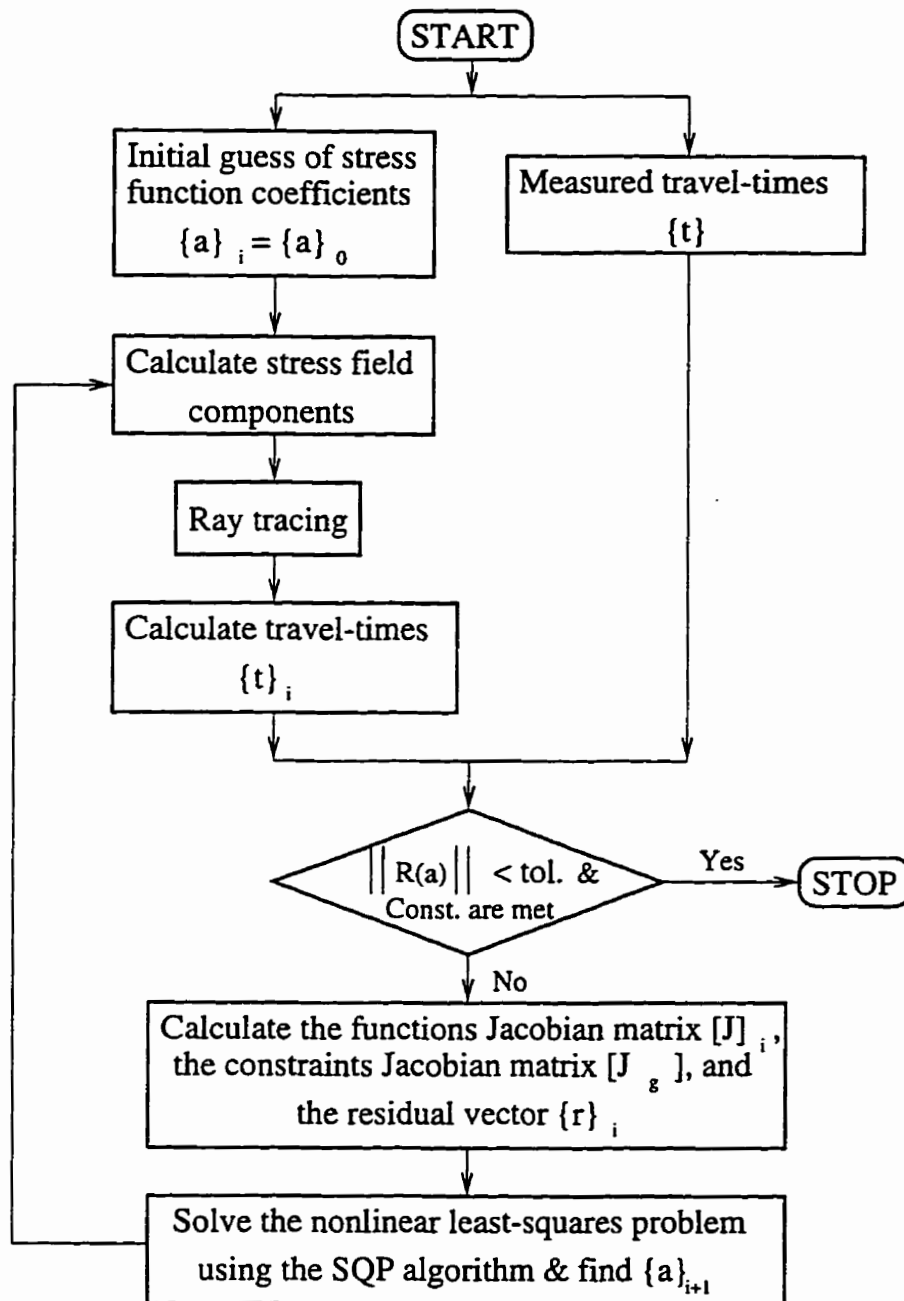 START
Initial guess of stress
function coefficients
{a} i = {a} 0
Measured travel-times
{t}
Calculate stress field
components
Ray tracing
Calculate travel-times
{t} i
|| R(a) || < tol. &
Const. are met
Yes
STOP
No
Calculate the functions Jacobian matrix [J] i ,
the constraints Jacobian matrix [J g ], and
the residual vector {r} i
Solve the nonlinear least-squares problem
using the SQP algorithm & find {a} i+1